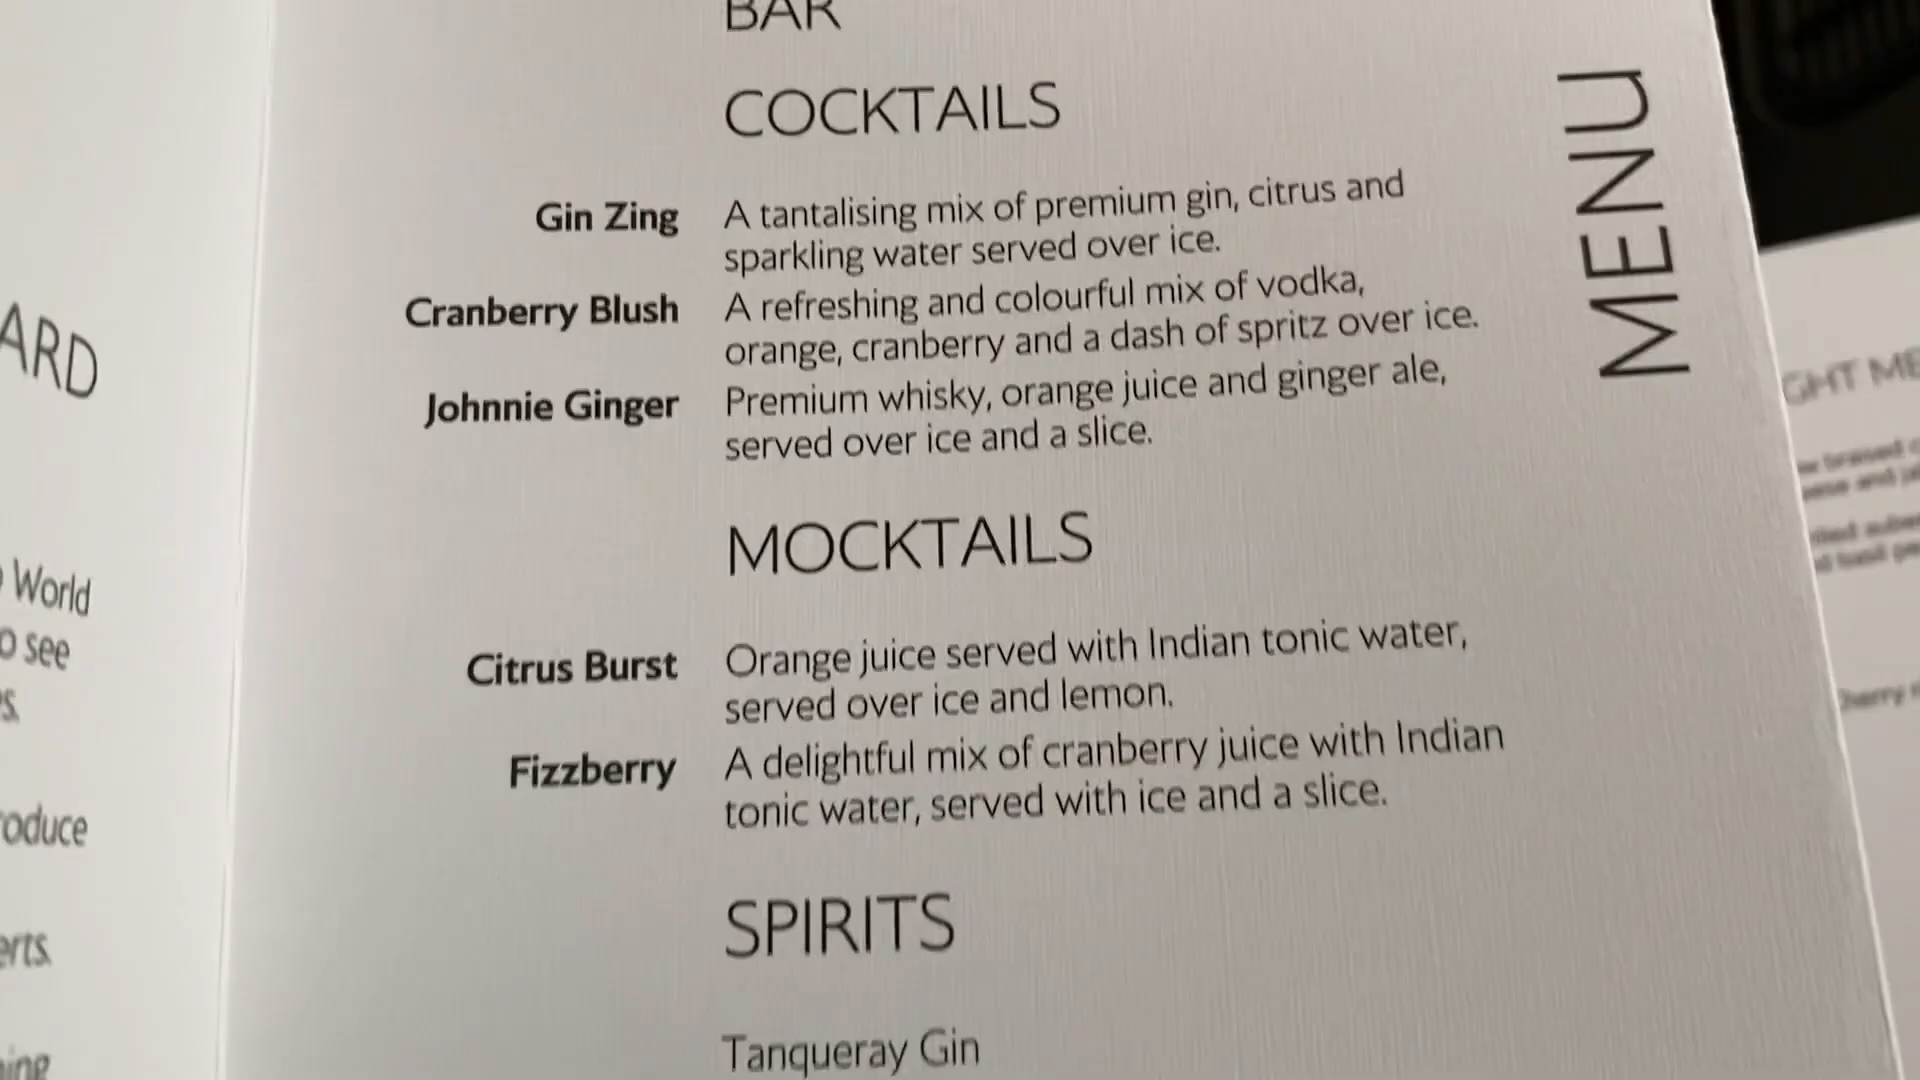 ARD
World
see
BAR
COCKTAILS
Gin Zing A tantalising mix of premium gin, citrus and
sparkling water served over ice.
Cranberry Blush A refreshing and colourful mix of vodka,
orange, cranberry and a dash of spritz over ice.
Johnnie Ginger Premium whisky, orange juice and ginger ale,
served over ice and a slice.
MOCKTAILS
Citrus Burst Orange juice served with Indian tonic water,
served over ice and lemon.
Fizzberry A delightful mix of cranberry juice with Indian
tonic water, served with ice and a slice.
SPIRITS
Tanqueray Gin
MENU